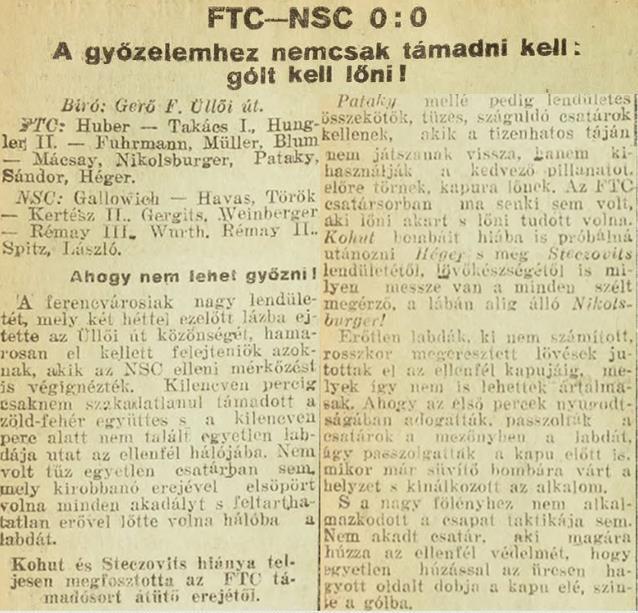 FTC—NSC 0:0
A győzelemhez nemcsak támadni kell:
gólt kell lőni!
Biró: Gerő F. Üllői út.
FTC: Huber — Takács I., Hung-
ler II. — Fuhrmann, Müller, Blum
— Mácsay, Nikolsburger, Pataky,
Sándor, Héger.
NSC: Gallowich — Havas, Török
— Kertész II., Gergits, Weinberger
— Rémay III., Wurth, Rémay II.,
Spitz, László.
Ahogy nem lehet győzni!
A ferencvárosiak nagy lendüle-
tét, mely két héttel ezelőtt lázba ej-
tette az Üllői út közönségét, hama-
rosan el kellett felejteniök azok-
nak, akik az NSC elleni mérkőzést
is végignézték. Kilencven percig
csaknem szakadatlanul támadott a
zöld-fehér együttes s a kilencven
perc alatt nem talált egyetlen lab-
dája utat az ellenfél hálójába. Nem
volt tüz egyetlen csatárban sem,
mely kirobbanó erejével elsöpört
volna minden akadályt s feltartha-
tatlan erővel lőtte volna hálóba a
labdát.
Kohut és Steczovits hiánya tel-
jesen megfosztotta az FTC tá-
madósort átütő erejétől.
Pataky mellé pedig lendületes
összekötők, tüzes, száguldó csatárok
kellenek, akik a tizenhatos táján
nem játszanak vissza, hanem ki-
használják a kedvező pillanatot,
előre törnek, kapura lőnek. Az FTC
csatársorban ma senki sem volt,
aki lőni akart s lőni tudott volna.
Kohut bombáit hiába is próbálná
utánozni Héger s meg Steczovits
lendületétől, lövőkészségétől is mi-
lyen messze van a minden szélt
megérző, a lábán alig álló Nikols-
burger!
Erőtlen labdák, ki nem számított,
rosszkor megeresztett lövések ju-
tottak el az ellenfél kapujáig, me-
lyek így nem is lehettek ártalma-
sak. Ahogy az első percek nyugodt-
ságában adogatták, passzolták a
csatárok a mezőnyben a labdát,
úgy passzolgatták a kapu előtt is,
mikor már süvítő bombára várt a
helyzet s kinálkozott az alkalom.
S a nagy fölényhez nem alkal-
mazkodott a csapat taktikája sem.
Nem akadt csatár, aki magára
húzza az ellenfél védelmét, hogy
egyetlen húzással az üresen ha-
gyott oldalt dobja a kapu elé, szin-
te a gólba.